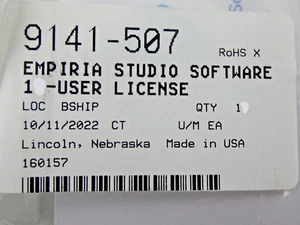 9141-507
RoHS X
EMPIRIA STUDIO SOFTWARE
1 -USER LICENSE
LOC BSHIP QTY 1
10/11/2022 CT U/M EA
Lincoln, Nebraska Made in USA
160157